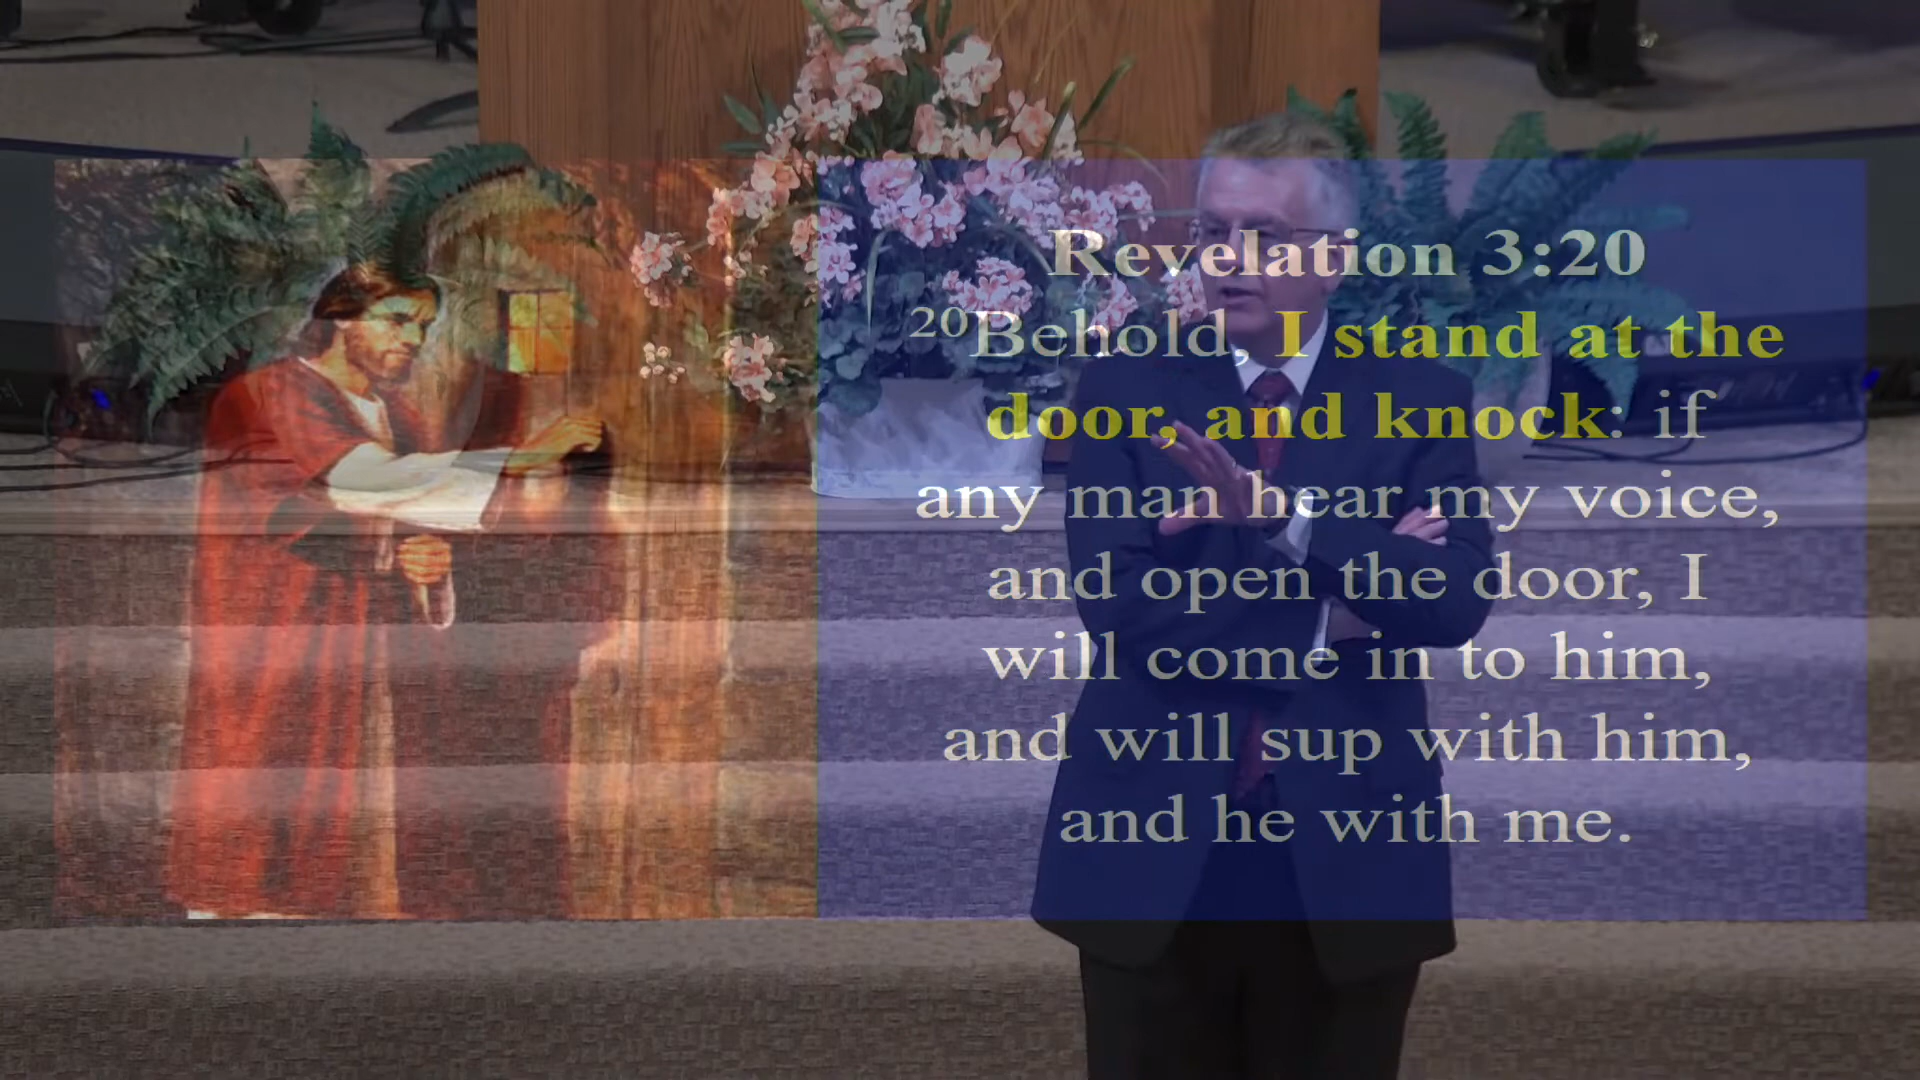 Revelation 3:20
²⁰Behold, I stand at the
door, and knock: if
any man hear my voice,
and open the door, I
will come in to him,
and will sup with him,
and he with me.